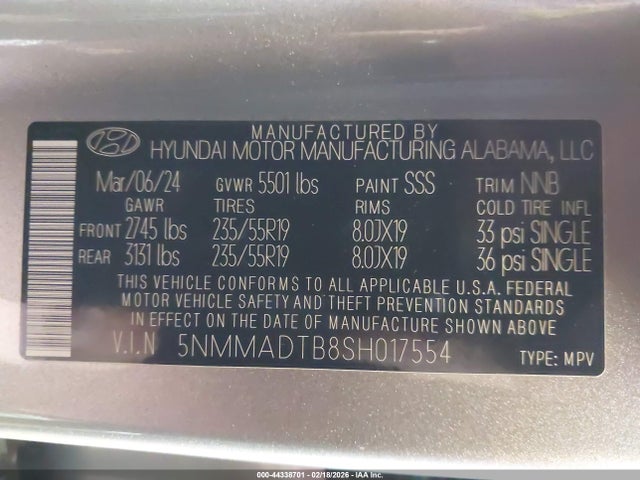 MANUFACTURED BY
HYUNDAI MOTOR MANUFACTURING ALABAMA, LLC
Mar/06/24 GVWR 5501 lbs PAINT SSS TRIM NNB
GAWR TIRES RIMS COLD TIRE INFL
FRONT 2745 lbs 235/55R19 8.0JX19 33 psi SINGLE
REAR 3131 lbs 235/55R19 8.0JX19 36 psi SINGLE
THIS VEHICLE CONFORMS TO ALL APPLICABLE U.S.A. FEDERAL
MOTOR VEHICLE SAFETY AND THEFT PREVENTION STANDARDS
IN EFFECT ON THE DATE OF MANUFACTURE SHOWN ABOVE.
V.I.N 5NMMADTB8SH017554 TYPE: MPV
000-44338701 - 02/18/2026 - IAA Inc.